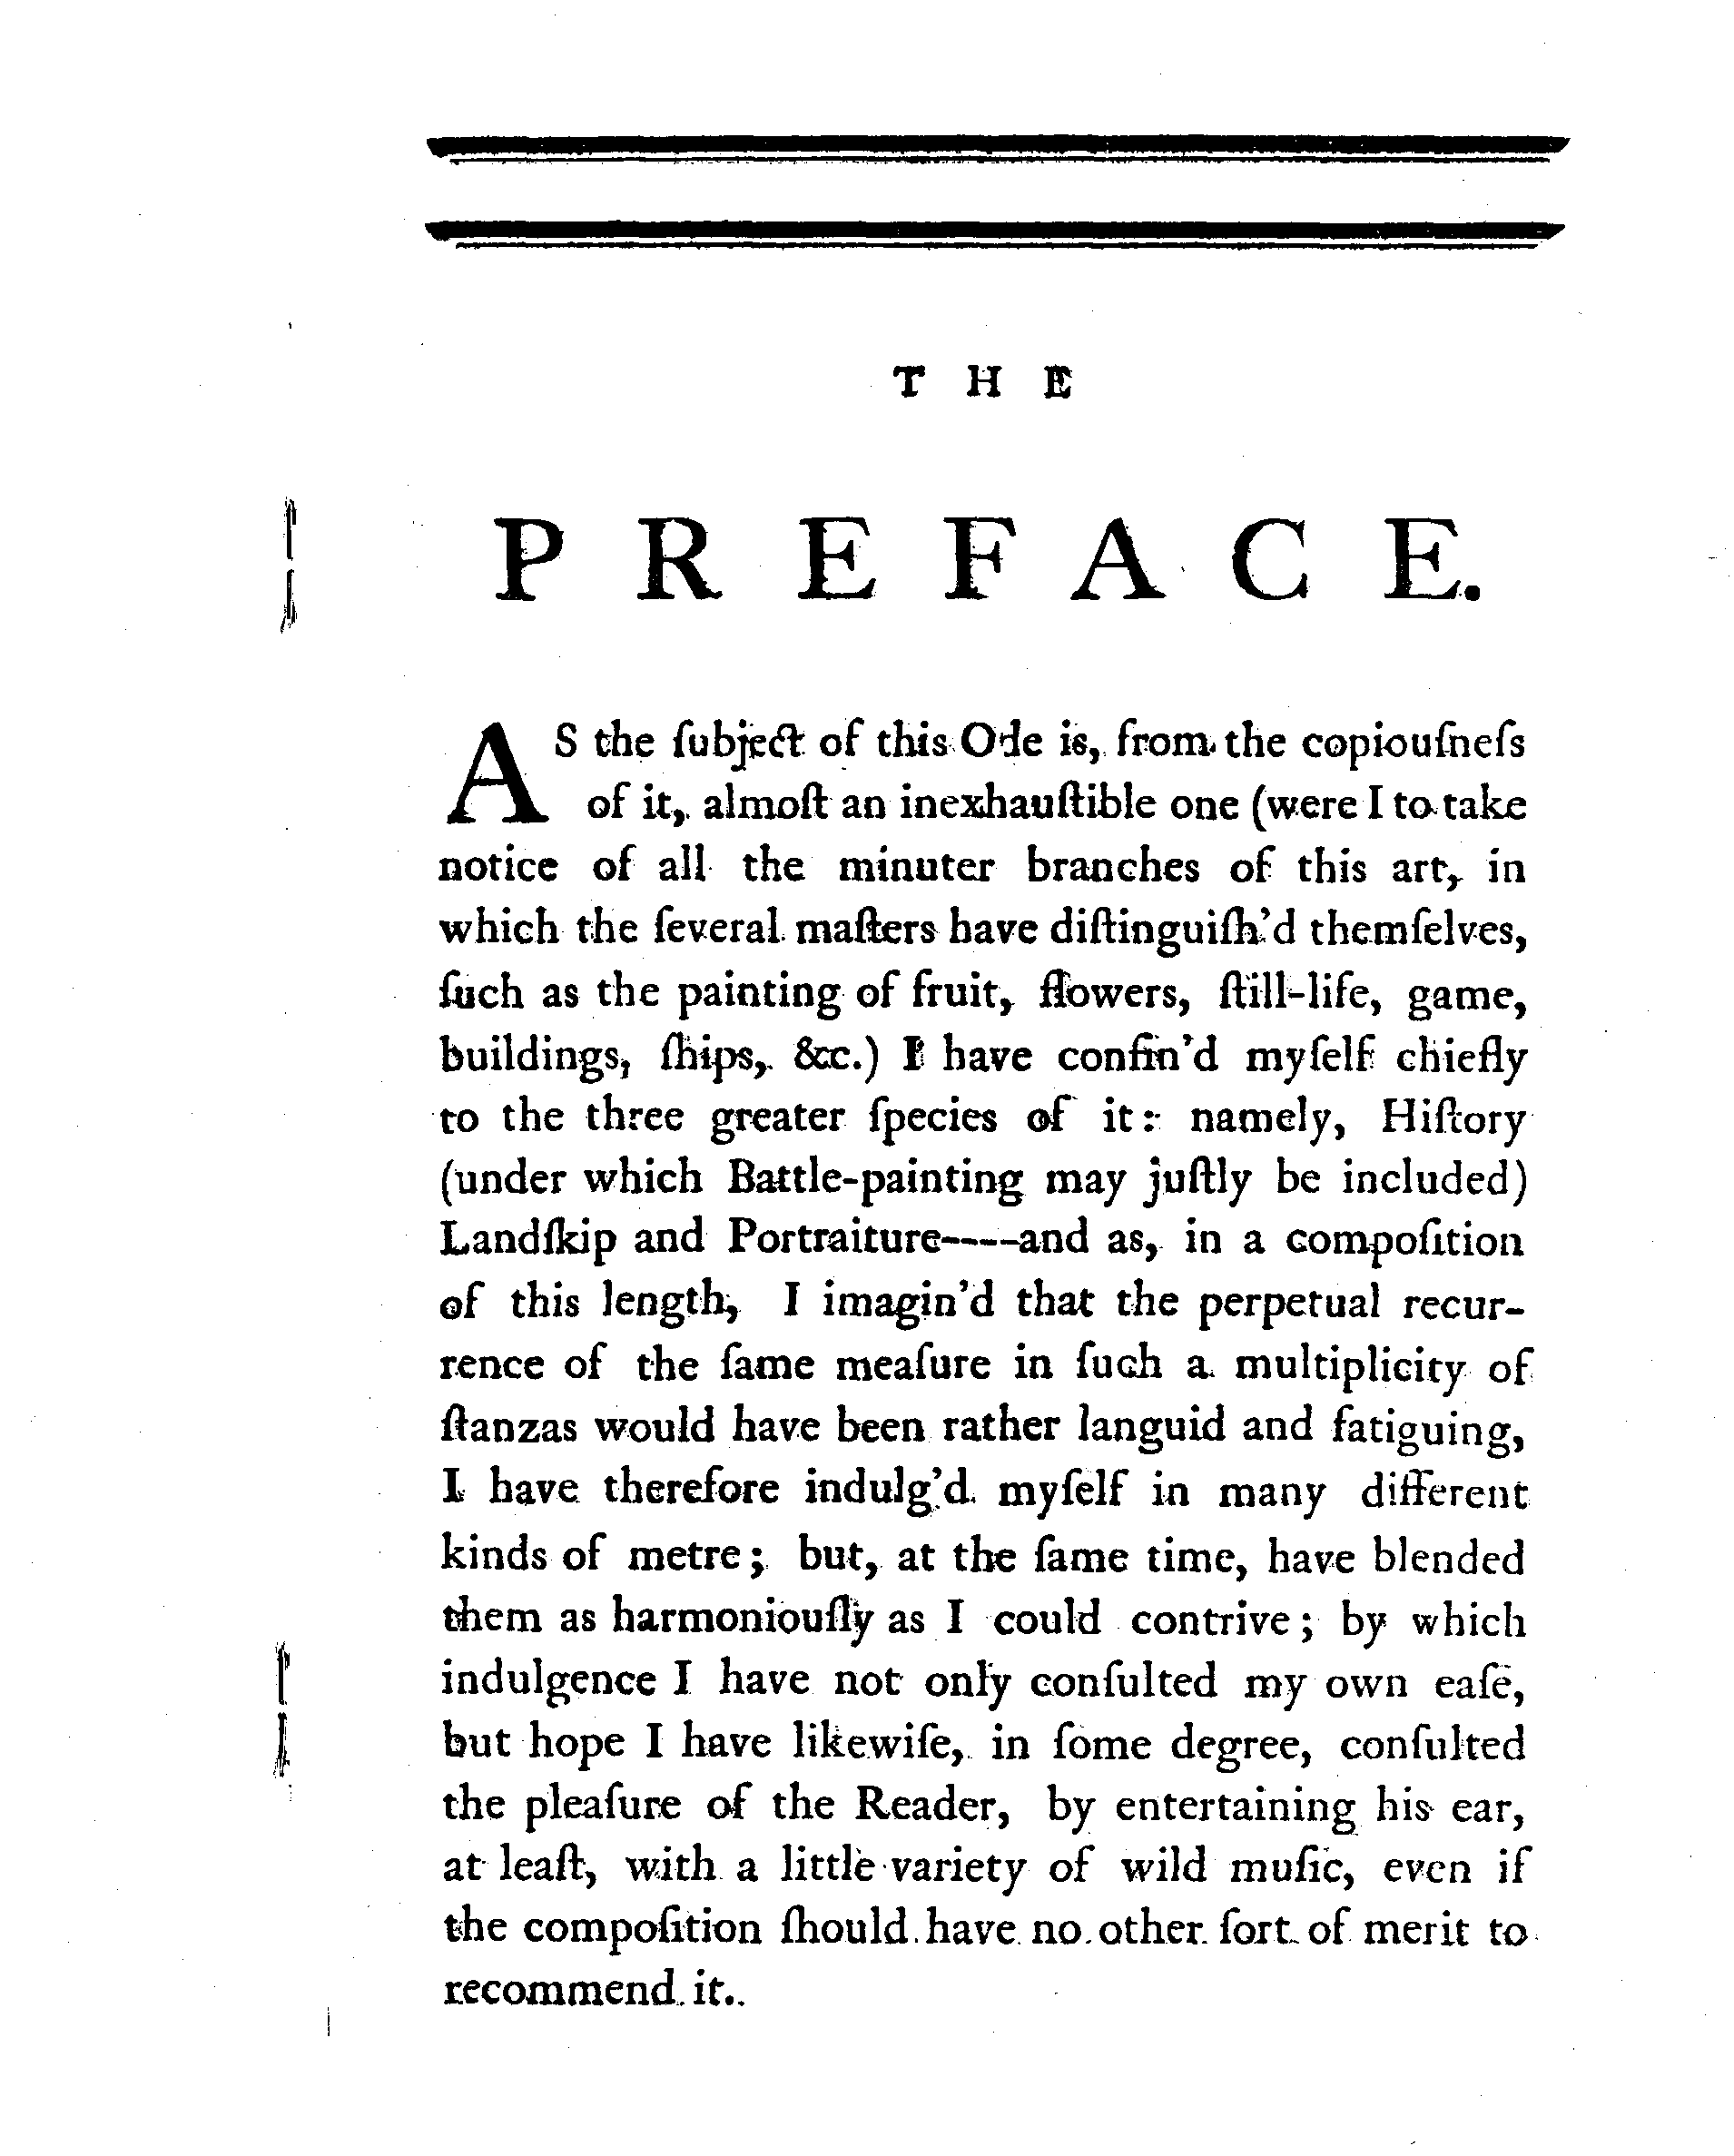 THE
PREFACE.
AS the ſubject of this Ode is, from the copiouſneſs
of it, almoſt an inexhauſtible one (were I to take
notice of all the minuter branches of this art, in
which the ſeveral maſters have diſtinguiſh'd themſelves,
ſuch as the painting of fruit, flowers, ſtill-life, game,
buildings, ſhips, &c.) I have confin'd myſelf chiefly
to the three greater ſpecies of it: namely, Hiſtory
(under which Battle-painting may juſtly be included)
Landſkip and Portraiture----and as, in a compoſition
of this length, I imagin'd that the perpetual recur-
rence of the ſame meaſure in ſuch a multiplicity of
ſtanzas would have been rather languid and fatiguing,
I have therefore indulg'd myſelf in many different
kinds of metre; but, at the ſame time, have blended
them as harmoniouſly as I could contrive; by which
indulgence I have not only conſulted my own eaſe,
but hope I have likewiſe, in ſome degree, conſulted
the pleaſure of the Reader, by entertaining his ear,
at leaſt, with a little variety of wild muſic, even if
the compoſition ſhould have no other ſort of merit to
recommend it.